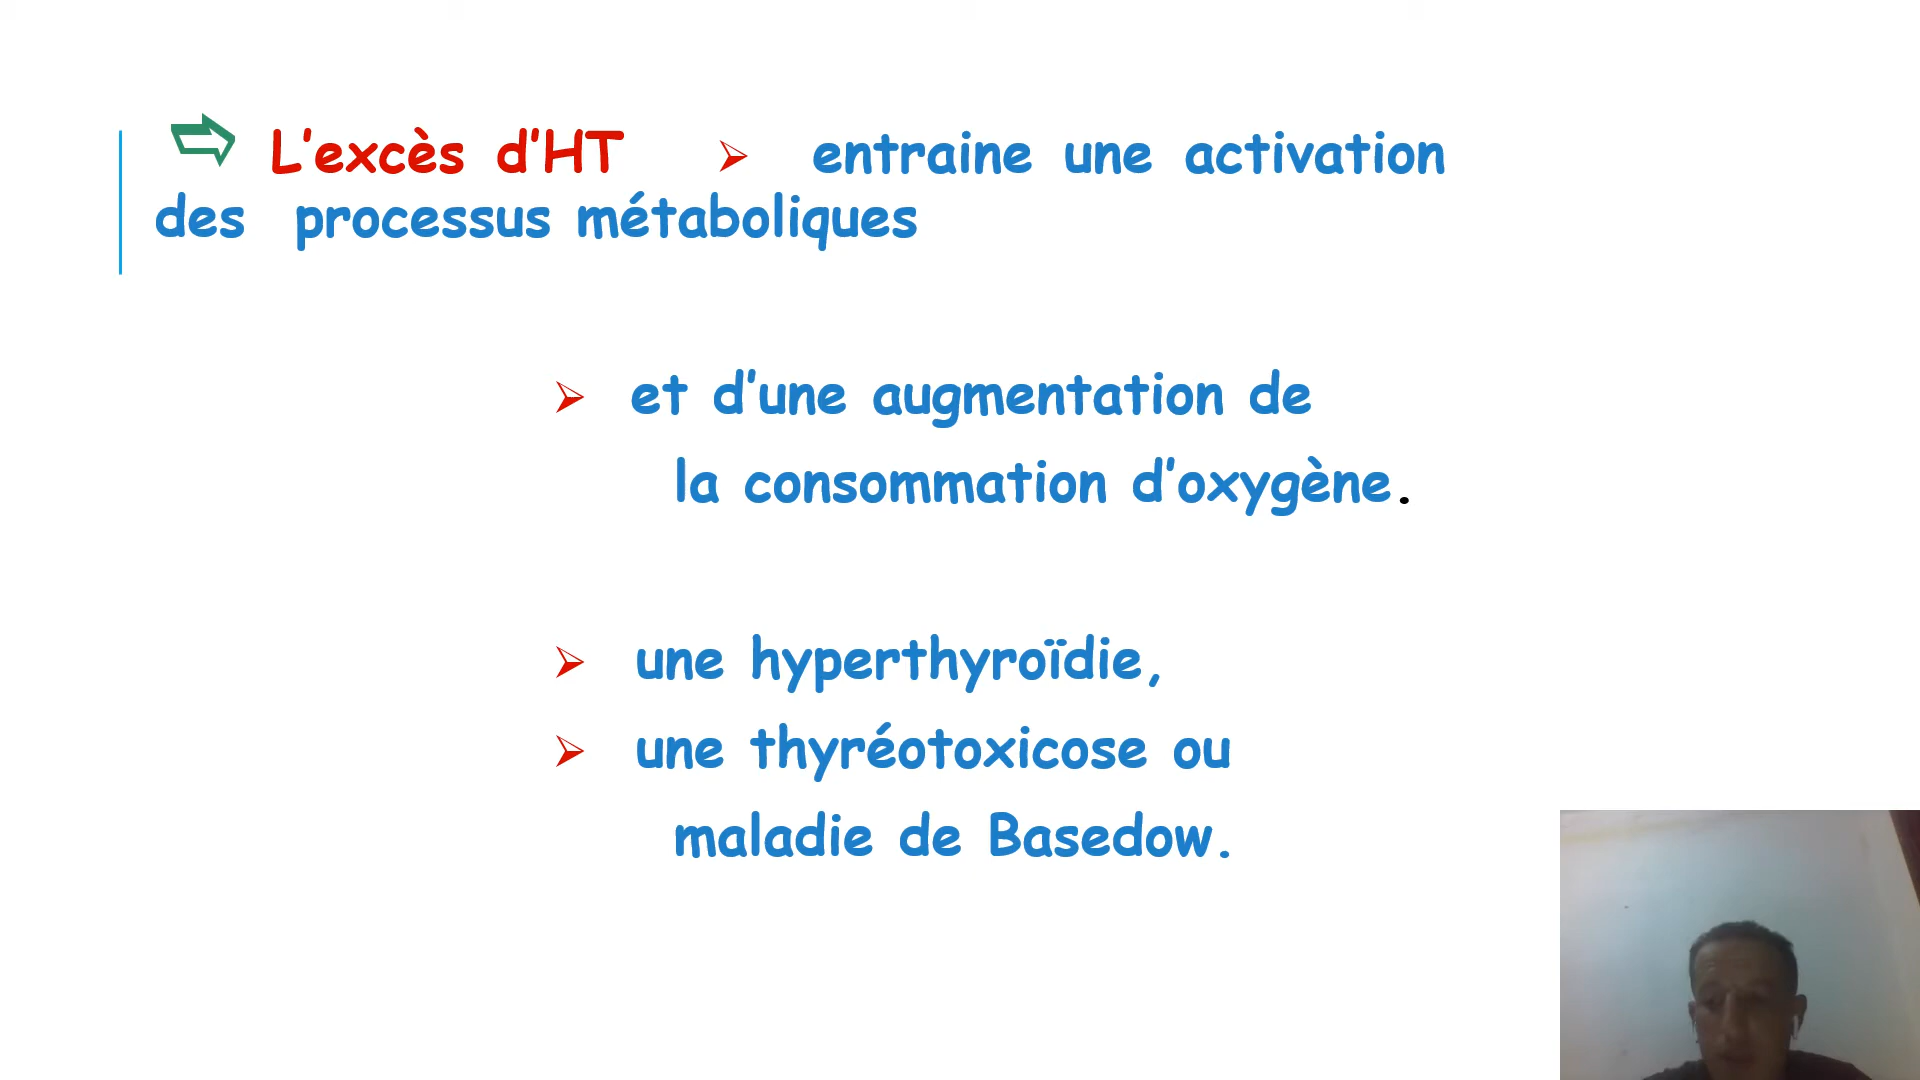 ⇨ L’excès d’HT ➢ entraine une activation
des processus métaboliques
➢ et d’une augmentation de
la consommation d’oxygène.
➢ une hyperthyroïdie,
➢ une thyréotoxicose ou
maladie de Basedow.